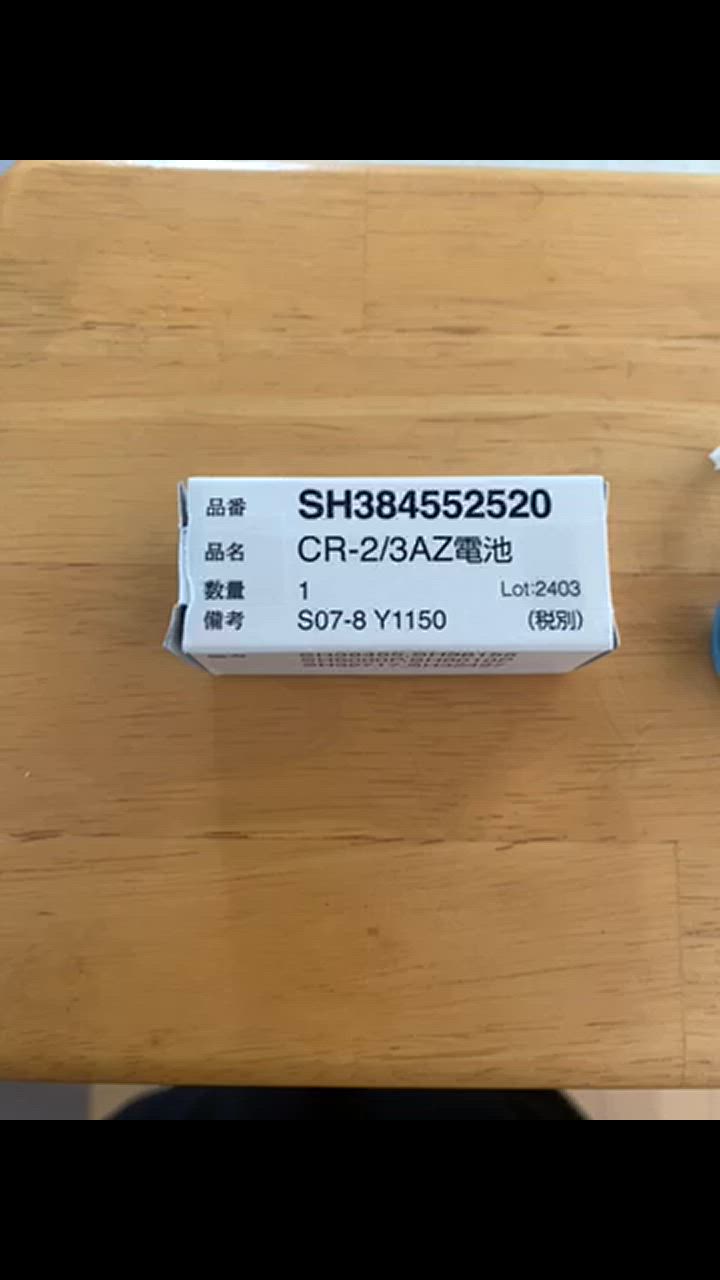 品番 SH384552520
品名 CR-2/3AZ電池
数量 1 Lot:2403
備考 S07-8 Y1150 (税別)